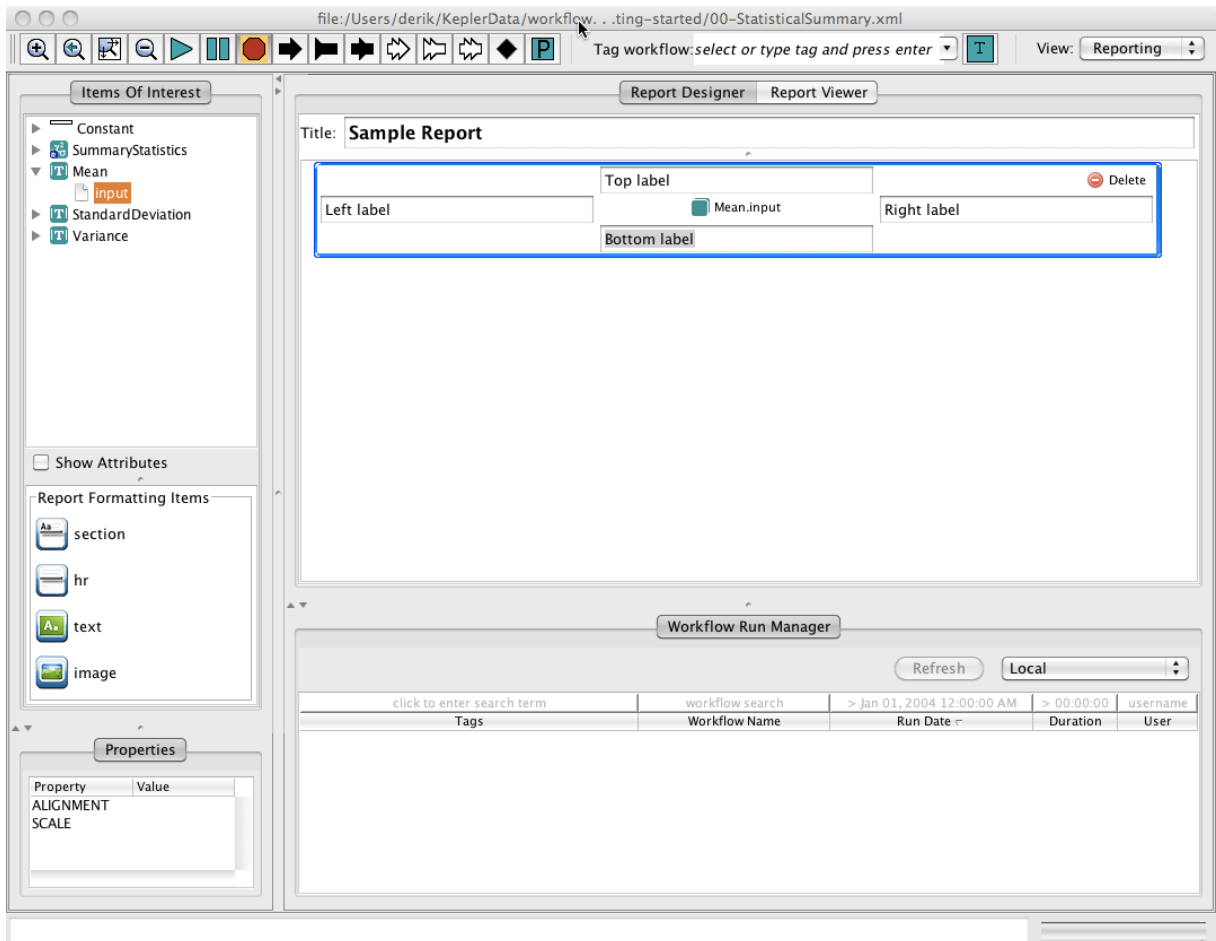 file:/Users/derik/KeplerData/workflow. . .ting-started/00-StatisticalSummary.xml
P
Tag workflow: select or type tag and press enter
T
View: Reporting
Items Of Interest
Constant
SummaryStatistics
T Mean
input
T StandardDeviation
T Variance
Show Attributes
Report Formatting Items
Aa section
hr
A text
image
Properties
Property Value
ALIGNMENT
SCALE
Report Designer Report Viewer
Title: Sample Report
Top label Delete
Left label Mean.input Right label
Bottom label
Workflow Run Manager
Refresh Local
click to enter search term workflow search > Jan 01, 2004 12:00:00 AM > 00:00:00 username
Tags Workflow Name Run Date Duration User